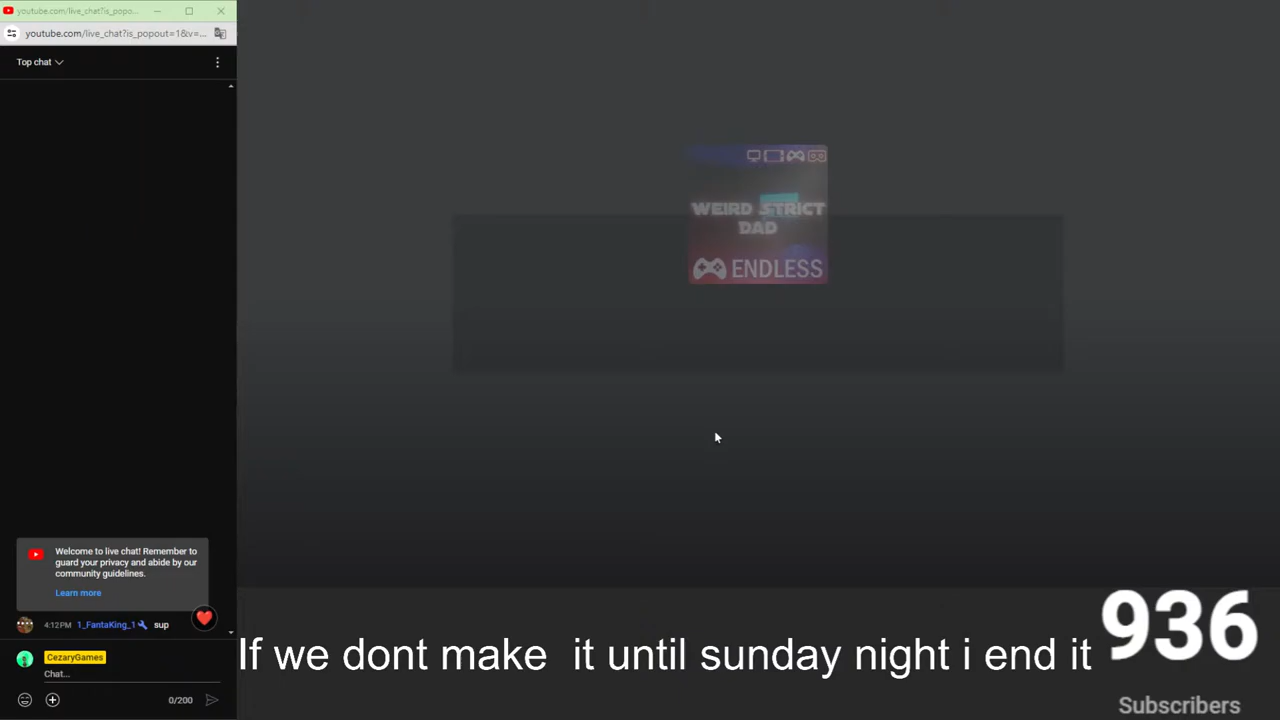 youtube.com/live_chat?is_popo...
youtube.com/live_chat?is_popout=1&v=...
Top chat
WEIRD STRICT
DAD
ENDLESS
Welcome to live chat! Remember to
guard your privacy and abide by our
community guidelines.
Learn more
4:12 PM 1_FantaKing_1 sup
CezaryGames
Chat...
0/200
If we dont make  it until sunday night i end it
936
Subscribers